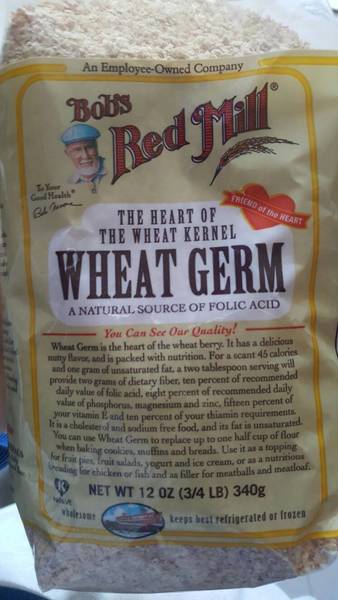 An Employee-Owned Company
Bob's
Red Mill®
To Your
Good Health®
Bob Moore
FRIEND of the HEART
THE HEART OF
THE WHEAT KERNEL
WHEAT GERM
A NATURAL SOURCE OF FOLIC ACID
You Can See Our Quality!
Wheat Germ is the heart of the wheat berry. It has a delicious
nutty flavor, and is packed with nutrition. For a scant 45 calories
and one gram of unsaturated fat, a two tablespoon serving will
provide two grams of dietary fiber, ten percent of recommended
daily value of folic acid, eight percent of recommended daily
value of phosphorus, magnesium and zinc, fifteen percent of
your vitamin E and ten percent of your thiamin requirements.
It is a cholesterol and sodium free food, and its fat is unsaturated.
You can use Wheat Germ to replace up to one half cup of flour
when baking cookies, muffins and breads. Use it as a topping
for fruit pies, fruit salads, yogurt and ice cream, or as a nutritious
breading for chicken or fish and as filler for meatballs and meatloaf.
K
NET WT 12 OZ (3/4 LB) 340g
wholesome
keeps best refrigerated or frozen